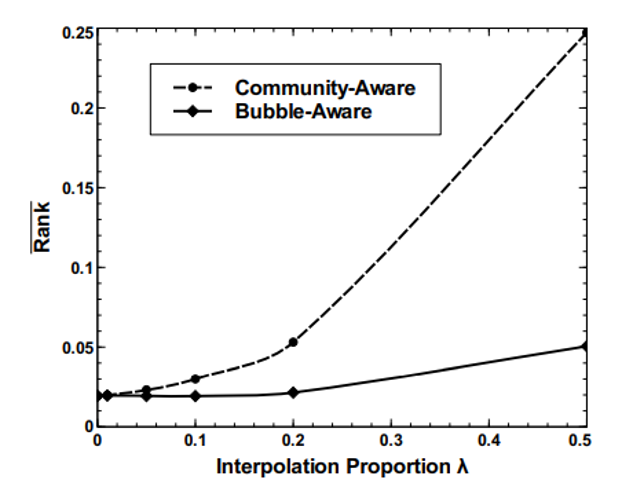 0.25
0.2
0.15
0.1
0.05
0
Rank
Community-Aware
Bubble-Aware
0 0.1 0.2 0.3 0.4 0.5
Interpolation Proportion λ